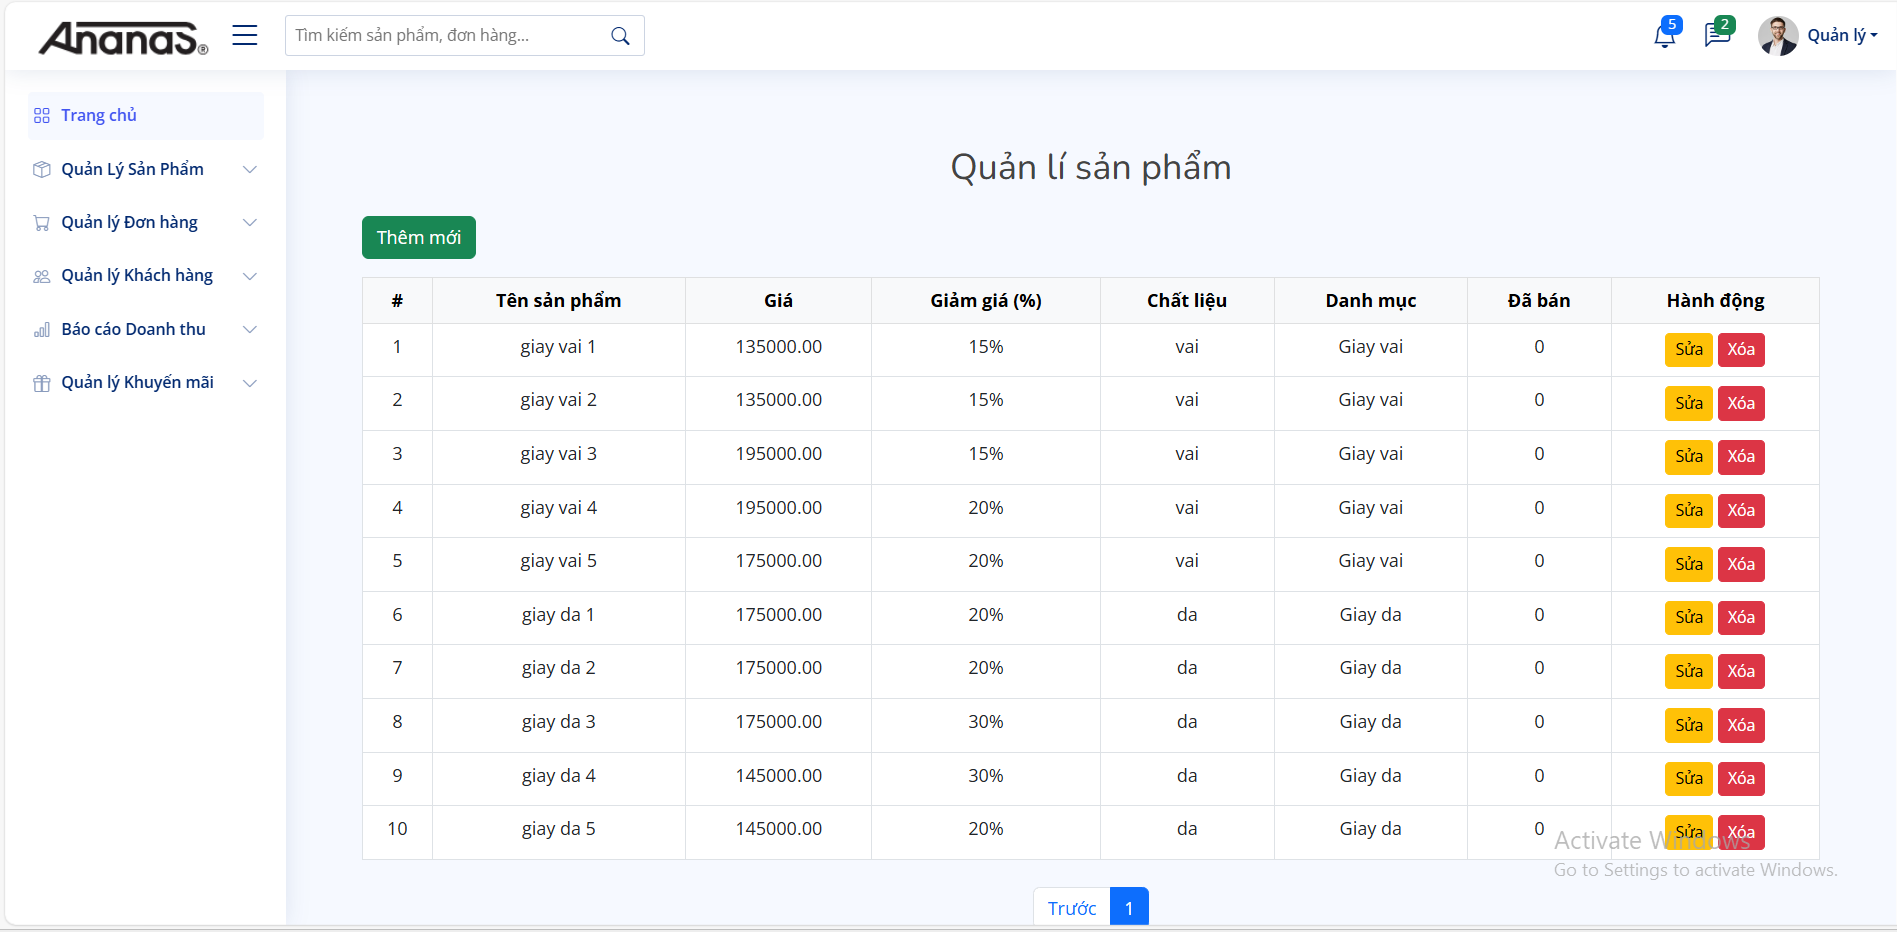 Ananas®
Tìm kiếm sản phẩm, đơn hàng...
5
2
Quản lý
Trang chủ
Quản Lý Sản Phẩm
Quản lý Đơn hàng
Quản lý Khách hàng
Báo cáo Doanh thu
Quản lý Khuyến mãi
Quản lí sản phẩm
Thêm mới
# Tên sản phẩm Giá Giảm giá (%) Chất liệu Danh mục Đã bán Hành động
1 giay vai 1 135000.00 15% vai Giay vai 0 Sửa Xóa
2 giay vai 2 135000.00 15% vai Giay vai 0 Sửa Xóa
3 giay vai 3 195000.00 15% vai Giay vai 0 Sửa Xóa
4 giay vai 4 195000.00 20% vai Giay vai 0 Sửa Xóa
5 giay vai 5 175000.00 20% vai Giay vai 0 Sửa Xóa
6 giay da 1 175000.00 20% da Giay da 0 Sửa Xóa
7 giay da 2 175000.00 20% da Giay da 0 Sửa Xóa
8 giay da 3 175000.00 30% da Giay da 0 Sửa Xóa
9 giay da 4 145000.00 30% da Giay da 0 Sửa Xóa
10 giay da 5 145000.00 20% da Giay da 0 Sửa Xóa
Activate Windows
Go to Settings to activate Windows.
Trước 1